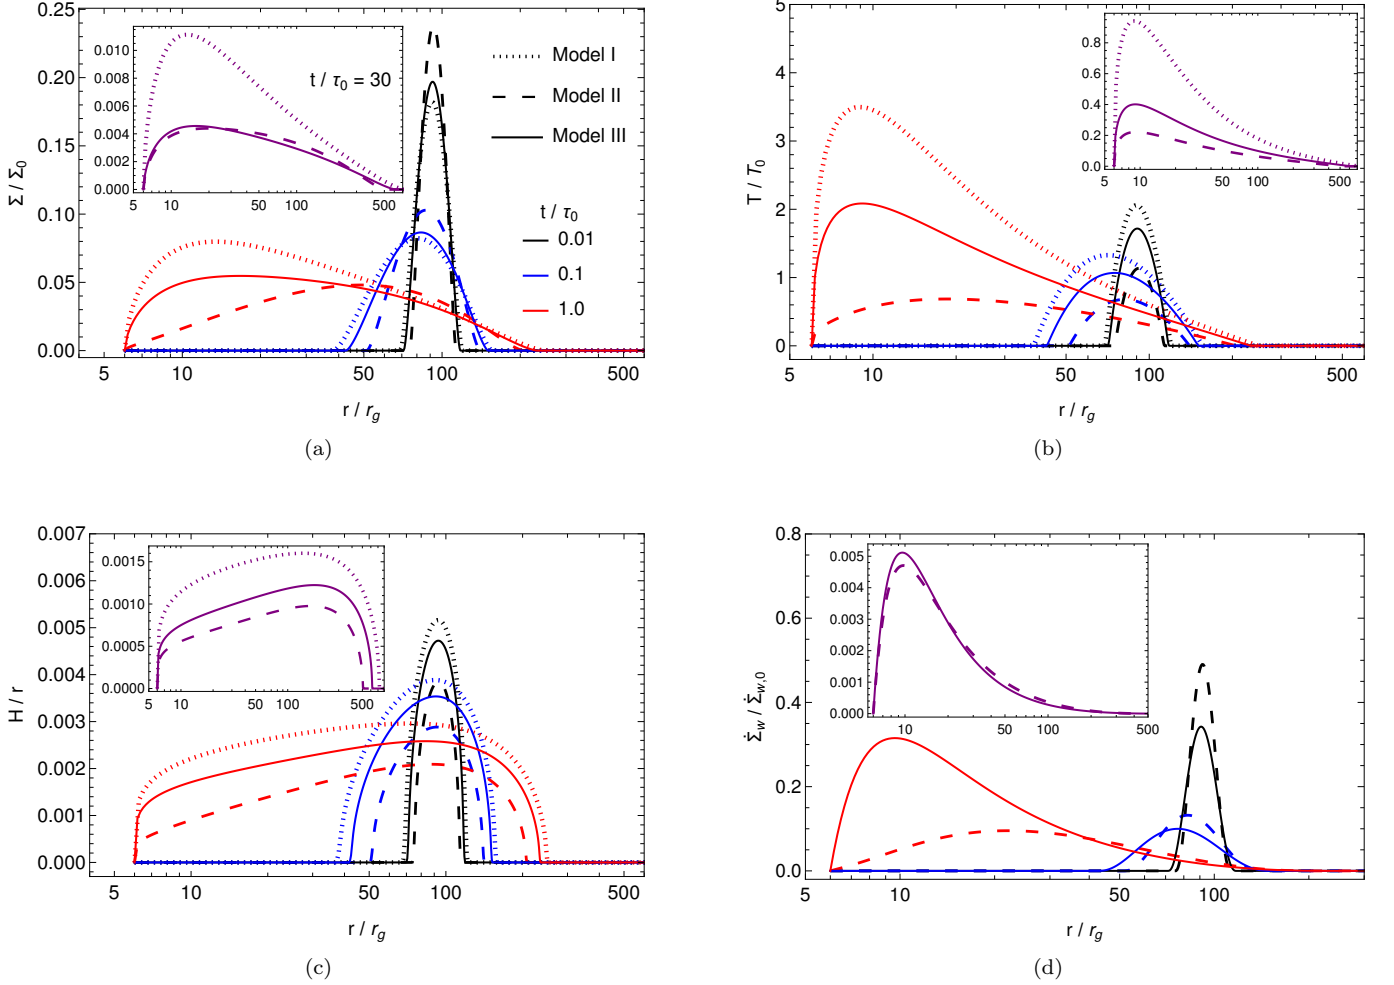 0.25
0.20
0.15
0.10
0.05
0.00
Σ / Σ0
5 10 50 100 500
r / rg
0.010
0.008
0.006
0.004
0.002
0.000
5 10 50 100 500
t / τ0 = 30
Model I
Model II
Model III
t / τ0
0.01
0.1
1.0
(a)
5
4
3
2
1
0
T / T0
5 10 50 100 500
r / rg
0.8
0.6
0.4
0.2
0.0
5 10 50 100 500
(b)
0.007
0.006
0.005
0.004
0.003
0.002
0.001
0.000
H / r
5 10 50 100 500
r / rg
0.0015
0.0010
0.0005
0.0000
5 10 50 100 500
(c)
0.8
0.6
0.4
0.2
0.0
Σ̇w / Σ̇w,0
5 10 50 100
r / rg
0.005
0.004
0.003
0.002
0.001
0.000
10 50 100 500
(d)